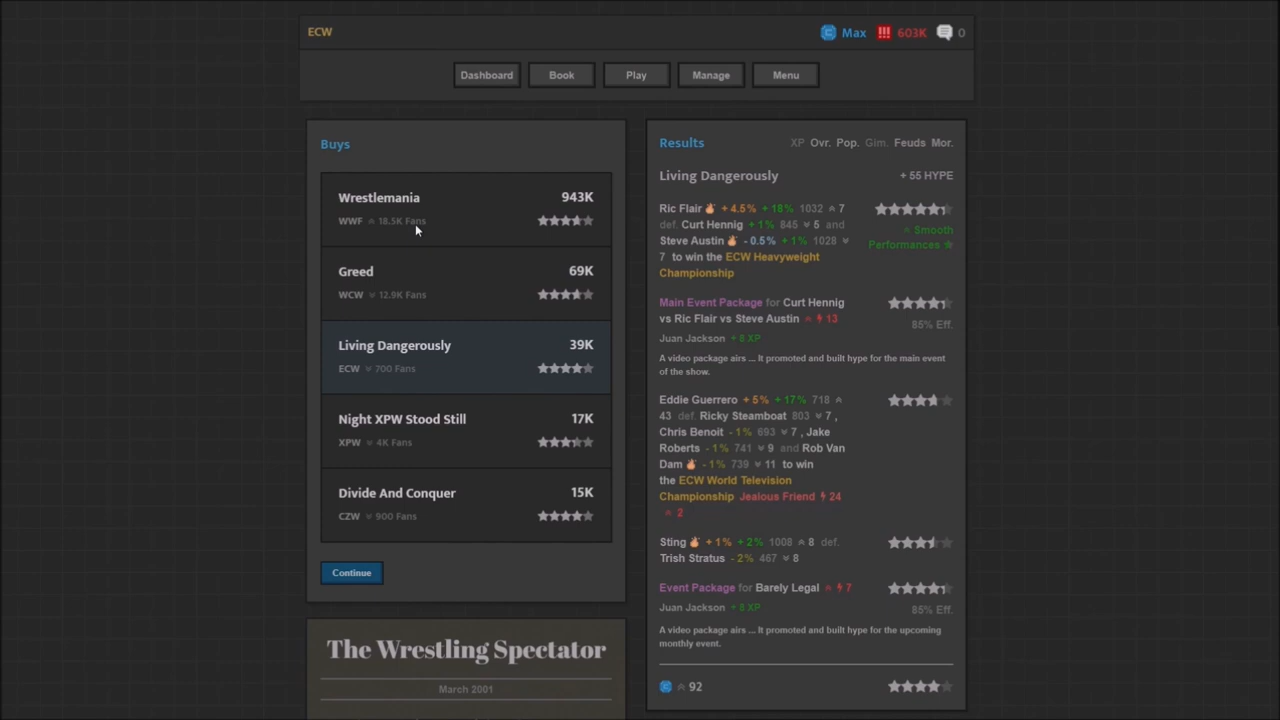 ECW
Max
603K
0
Dashboard
Book
Play
Manage
Menu
Buys
Wrestlemania 943K
WWF 18.5K Fans
Greed 69K
WCW 12.9K Fans
Living Dangerously 39K
ECW 700 Fans
Night XPW Stood Still 17K
XPW 4K Fans
Divide And Conquer 15K
CZW 900 Fans
Continue
The Wrestling Spectator
March 2001
Results XP Ovr. Pop. Gim. Feuds Mor.
Living Dangerously + 55 HYPE
Ric Flair + 4.5% + 18% 1032 7
def. Curt Hennig + 1% 845 5 and
Steve Austin - 0.5% + 1% 1028
7 to win the ECW Heavyweight
Championship
Smooth
Performances
Main Event Package for Curt Hennig
vs Ric Flair vs Steve Austin 13
85% Eff.
Juan Jackson + 8 XP
A video package airs ... It promoted and built hype for the main event
of the show.
Eddie Guerrero + 5% + 17% 718
43 def. Ricky Steamboat 803 7 ,
Chris Benoit - 1% 693 7 , Jake
Roberts - 1% 741 9 and Rob Van
Dam - 1% 739 11 to win
the ECW World Television
Championship Jealous Friend 24
2
Sting + 1% + 2% 1008 8 def.
Trish Stratus - 2% 467 8
Event Package for Barely Legal 7
Juan Jackson + 8 XP
85% Eff.
A video package airs ... It promoted and built hype for the upcoming
monthly event.
92